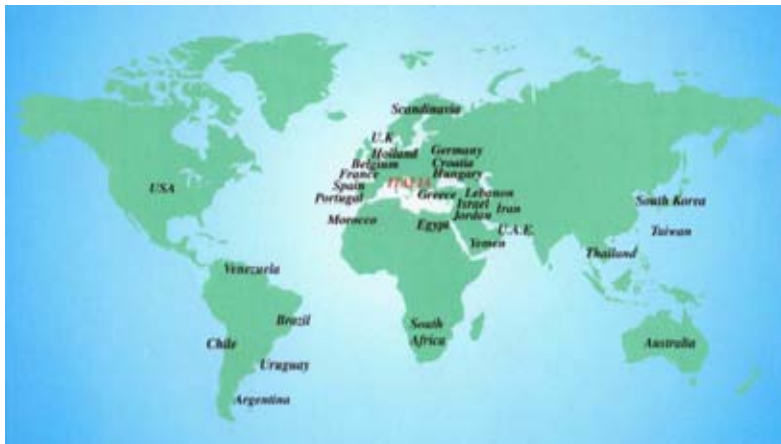 Scandinavia
U.K
Holland
Germany
Belgium
Croatia
France
Hungary
USA
Spain
ITALIA
Portugal
Greece
Lebanon
Israel
Iran
South Korea
Morocco
Jordan
Egypt
U.A.E.
Taiwan
Yemen
Thailand
Venezuela
Brazil
South
Africa
Chile
Australia
Uruguay
Argentina